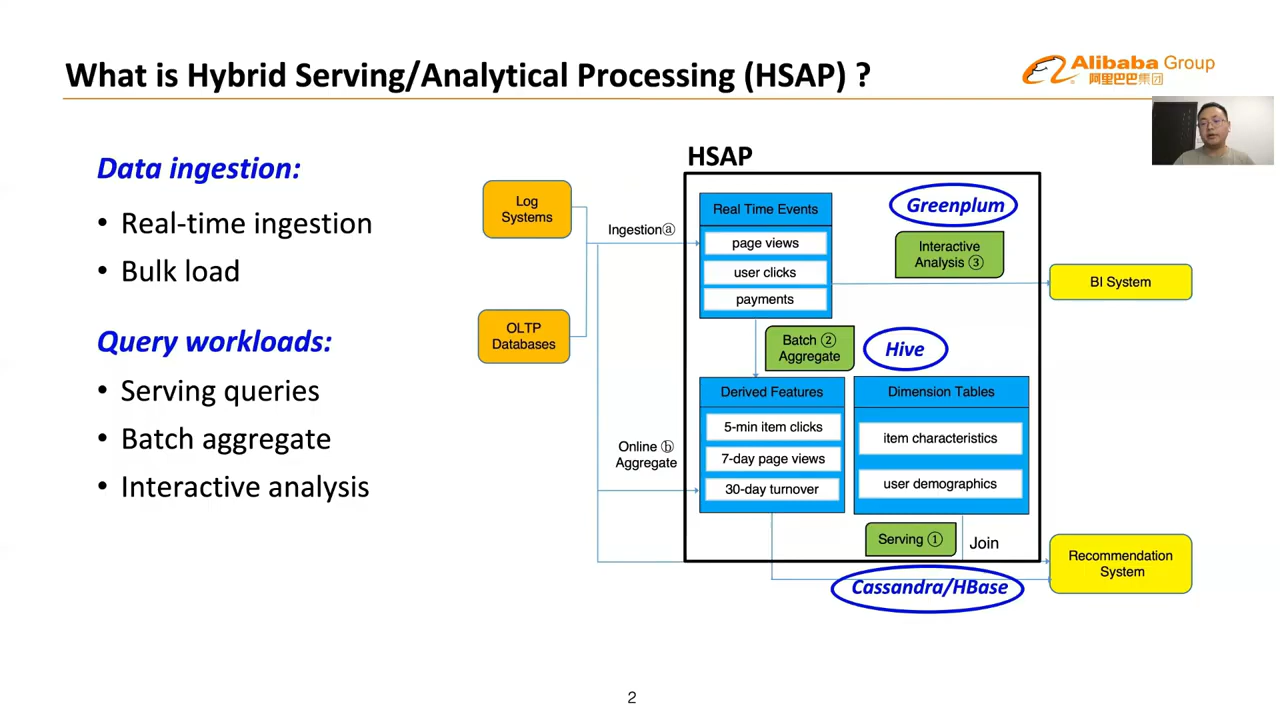 What is Hybrid Serving/Analytical Processing (HSAP) ?
Alibaba Group
阿里巴巴集团
Data ingestion:
• Real-time ingestion
• Bulk load
Query workloads:
• Serving queries
• Batch aggregate
• Interactive analysis
HSAP
Log
Systems
OLTP
Databases
Ingestionⓐ
Online ⓑ
Aggregate
Real Time Events
page views
user clicks
payments
Greenplum
Interactive
Analysis ③
BI System
Batch ②
Aggregate
Hive
Derived Features
5-min item clicks
7-day page views
30-day turnover
Dimension Tables
item characteristics
user demographics
Serving ①
Join
Cassandra/HBase
Recommendation
System
2